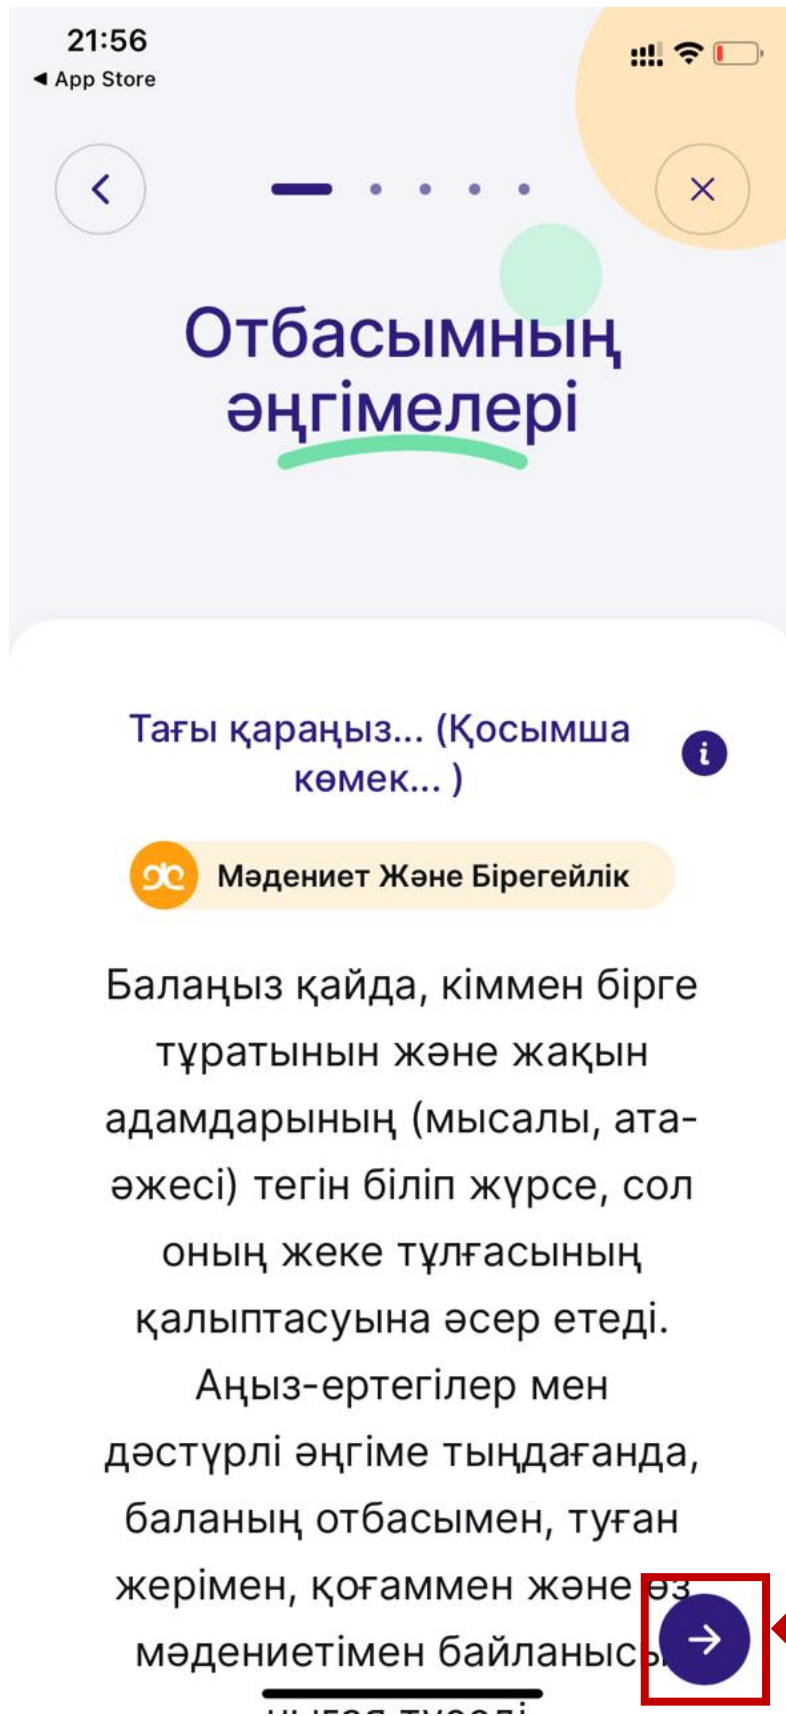 21:56
◀ App Store
Отбасымның
әңгімелері
Тағы қараңыз... (Қосымша
көмек... )
Мәдениет Және Бірегейлік
Балаңыз қайда, кіммен бірге
тұратынын және жақын
адамдарының (мысалы, ата-
әжесі) тегін біліп жүрсе, сол
оның жеке тұлғасының
қалыптасуына әсер етеді.
Аңыз-ертегілер мен
дәстүрлі әңгіме тыңдағанда,
баланың отбасымен, туған
жерімен, қоғаммен және өз
мәдениетімен байланысы